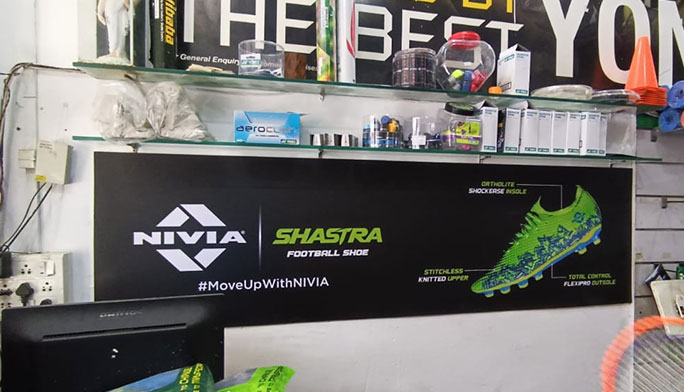 THE BEST
YON
General Enquiry
aeroclub
NIVIA
SHASTRA
FOOTBALL SHOE
#MoveUpWithNIVIA
ORTHOLITE
SHOCKERSE INSOLE
STITCHLESS
KNITTED UPPER
TOTAL CONTROL
FLEXIPRO OUTSOLE